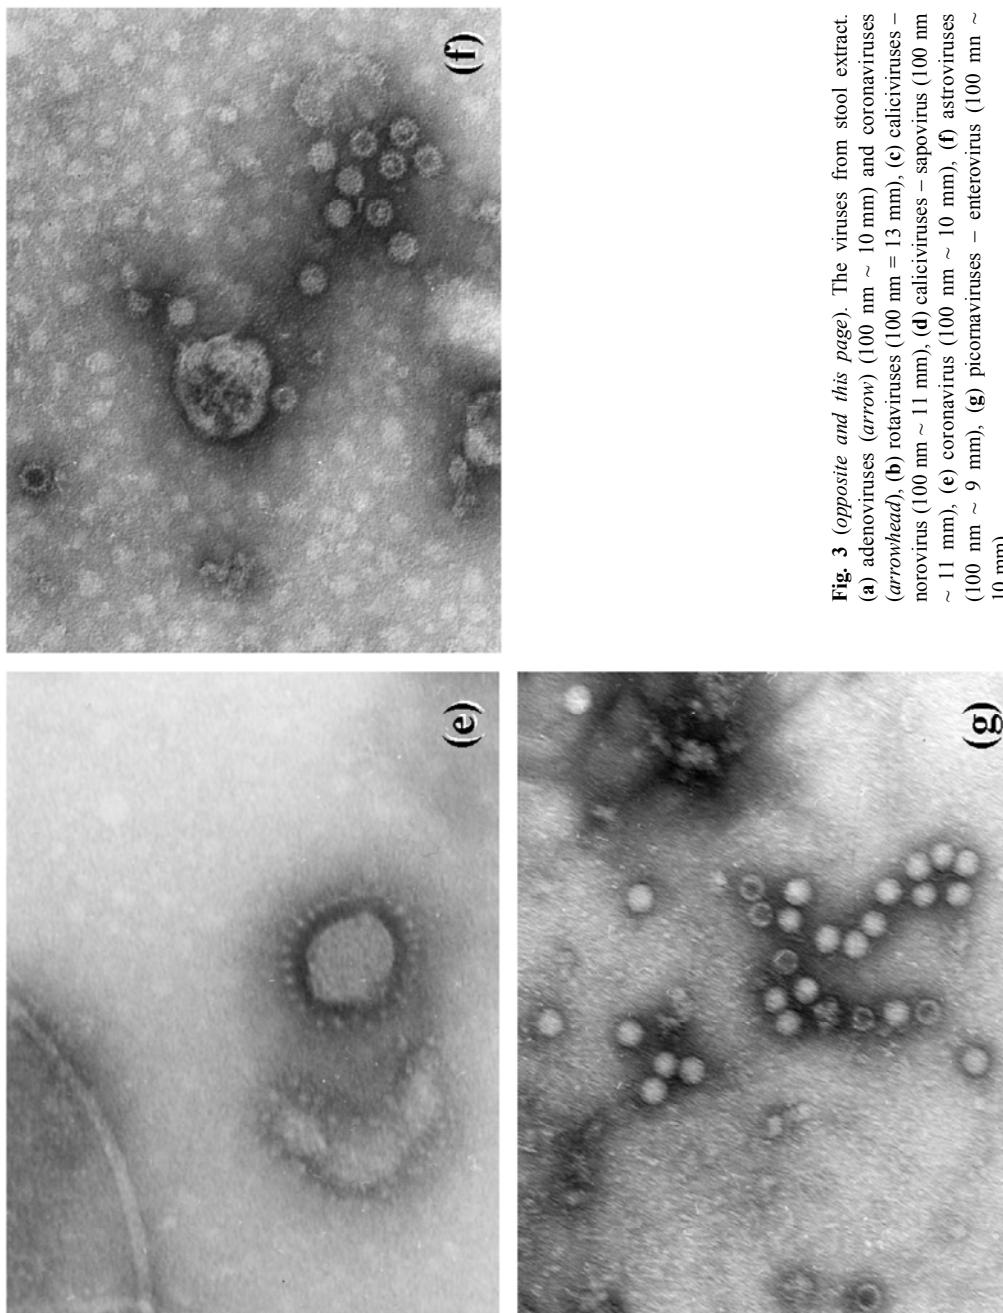 (f)
(e)
(g)
Fig. 3 (opposite and this page). The viruses from stool extract.
(a) adenoviruses (arrow) (100 nm ~ 10 mm) and coronaviruses
(arrowhead), (b) rotaviruses (100 nm = 13 mm), (c) caliciviruses –
norovirus (100 nm ~ 11 mm), (d) caliciviruses – sapovirus (100 nm
~ 11 mm), (e) coronavirus (100 nm ~ 10 mm), (f) astroviruses
(100 nm ~ 9 mm), (g) picornaviruses – enterovirus (100 mn ~
10 mm)